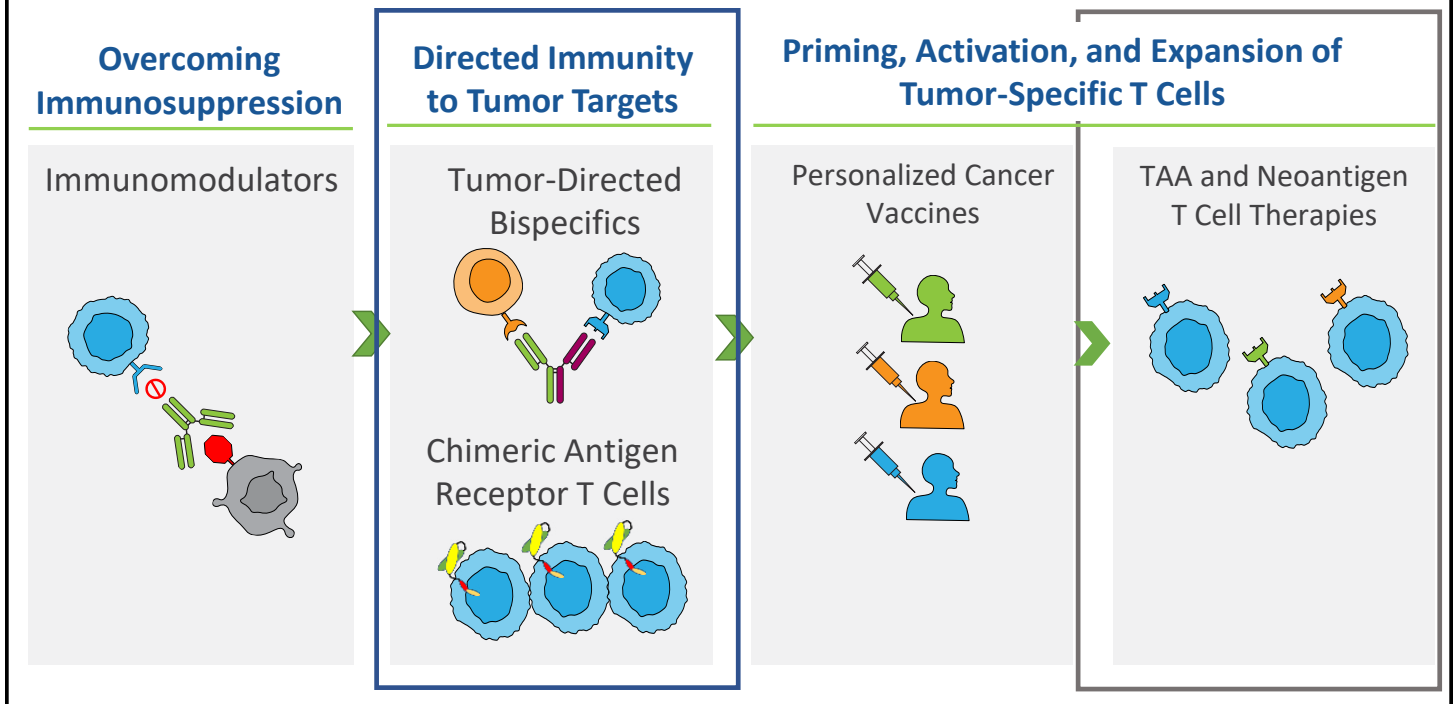 Overcoming
Immunosuppression
Directed Immunity
to Tumor Targets
Priming, Activation, and Expansion of
Tumor-Specific T Cells
Immunomodulators
Tumor-Directed
Bispecifics
Chimeric Antigen
Receptor T Cells
Personalized Cancer
Vaccines
TAA and Neoantigen
T Cell Therapies